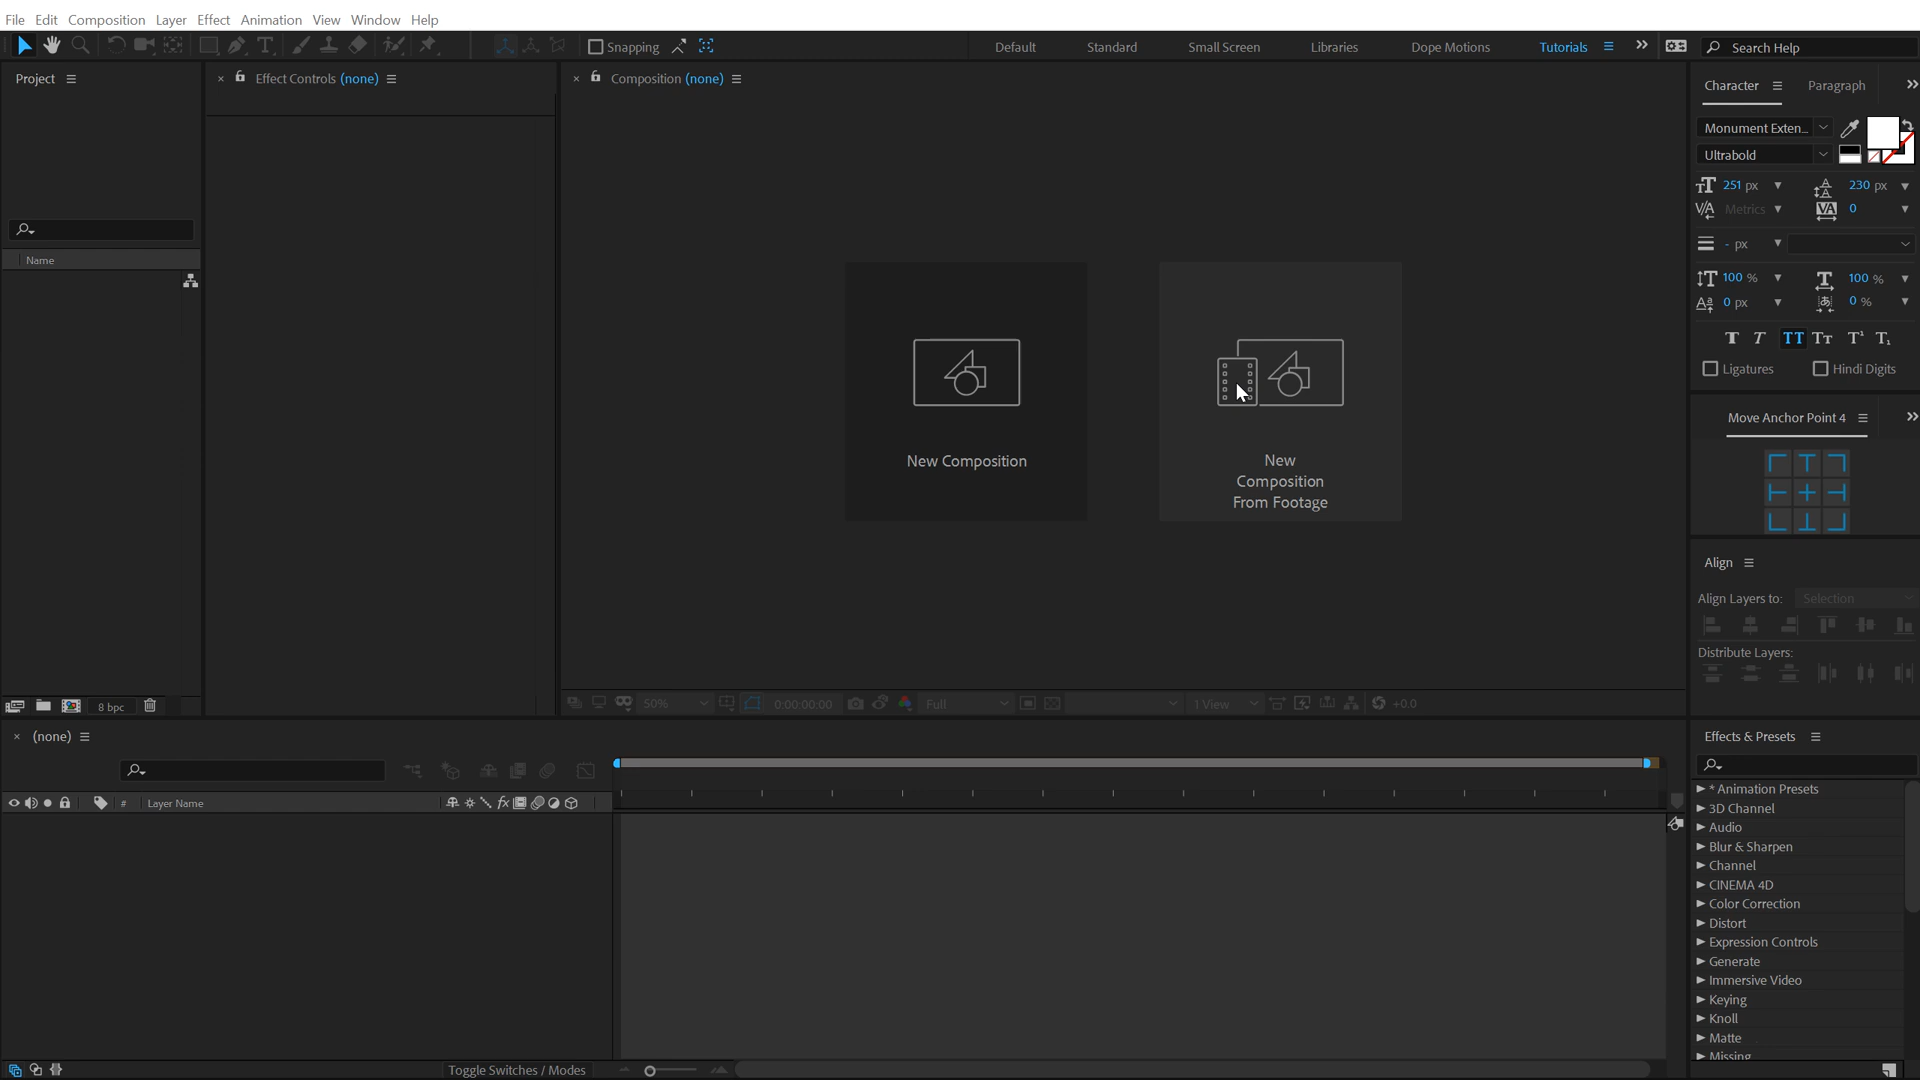 File Edit Composition Layer Effect Animation View Window Help
Snapping
Default Standard Small Screen Libraries Dope Motions Tutorials
Search Help
Project
Effect Controls (none)
Composition (none)
Name
8 bpc
New Composition
New
Composition
From Footage
50%
0:00:00:00
Full
1 View
+0.0
Character Paragraph
Monument Exten...
Ultrabold
251 px 230 px
Metrics 0
- px
100 % 100 %
0 px 0 %
Ligatures Hindi Digits
Move Anchor Point 4
Align
Align Layers to: Selection
Distribute Layers:
(none)
# Layer Name
Toggle Switches / Modes
Effects & Presets
* Animation Presets
3D Channel
Audio
Blur & Sharpen
Channel
CINEMA 4D
Color Correction
Distort
Expression Controls
Generate
Immersive Video
Keying
Knoll
Matte
Missing